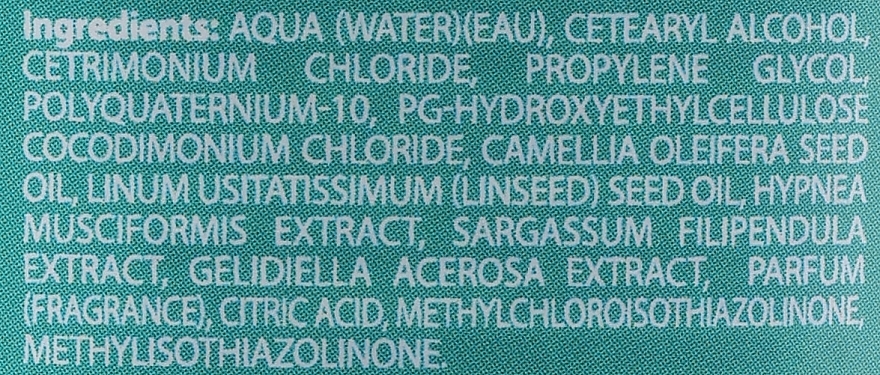 Ingredients: AQUA (WATER)(EAU), CETEARYL ALCOHOL,
CETRIMONIUM CHLORIDE, PROPYLENE GLYCOL,
POLYQUATERNIUM-10, PG-HYDROXYETHYLCELLULOSE
COCODIMONIUM CHLORIDE, CAMELLIA OLEIFERA SEED
OIL, LINUM USITATISSIMUM (LINSEED) SEED OIL, HYPNEA
MUSCIFORMIS EXTRACT, SARGASSUM FILIPENDULA
EXTRACT, GELIDIELLA ACEROSA EXTRACT, PARFUM
(FRAGRANCE), CITRIC ACID, METHYLCHLOROISOTHIAZOLINONE,
METHYLISOTHIAZOLINONE.